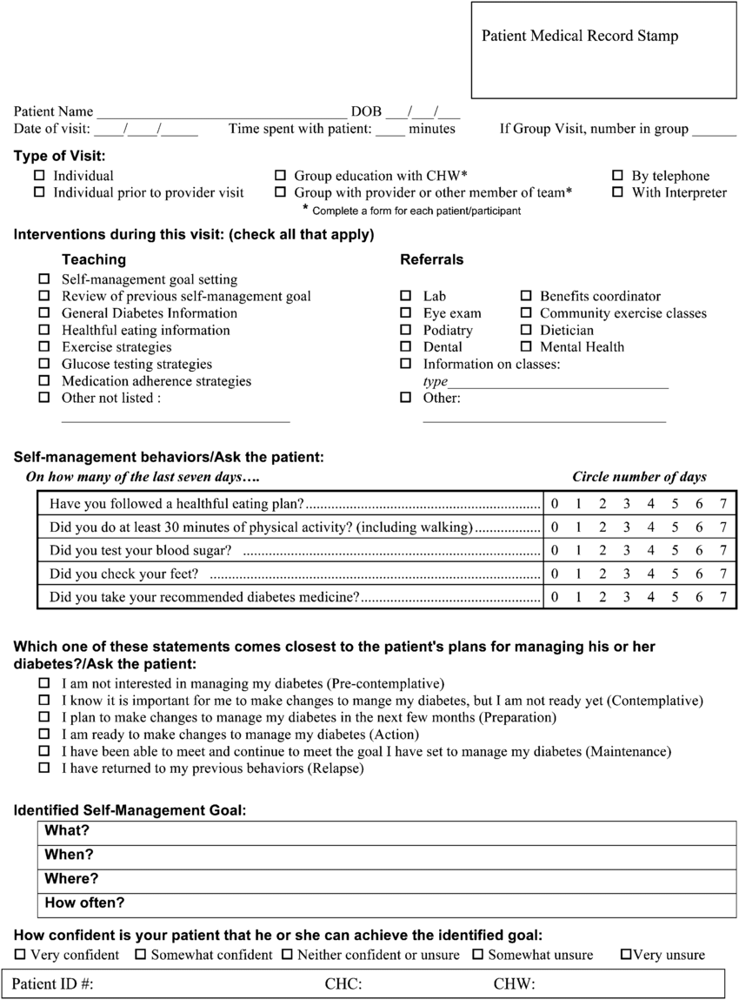 Patient Medical Record Stamp
Patient Name ________________________________ DOB ___/___/___
Date of visit: ____/____/_____ Time spent with patient: ____ minutes If Group Visit, number in group ______
Type of Visit:
☐ Individual ☐ Group education with CHW* ☐ By telephone
☐ Individual prior to provider visit ☐ Group with provider or other member of team* ☐ With Interpreter
* Complete a form for each patient/participant
Interventions during this visit: (check all that apply)
Teaching Referrals
☐ Self-management goal setting
☐ Review of previous self-management goal ☐ Lab ☐ Benefits coordinator
☐ General Diabetes Information ☐ Eye exam ☐ Community exercise classes
☐ Healthful eating information ☐ Podiatry ☐ Dietician
☐ Exercise strategies ☐ Dental ☐ Mental Health
☐ Glucose testing strategies ☐ Information on classes:
☐ Medication adherence strategies type______________________________
☐ Other not listed : ☐ Other:
_______________________________ _________________________________
Self-management behaviors/Ask the patient:
On how many of the last seven days…. Circle number of days
Have you followed a healthful eating plan?............................................................ 0 1 2 3 4 5 6 7
Did you do at least 30 minutes of physical activity? (including walking)................. 0 1 2 3 4 5 6 7
Did you test your blood sugar? ............................................................................ 0 1 2 3 4 5 6 7
Did you check your feet? ..................................................................................... 0 1 2 3 4 5 6 7
Did you take your recommended diabetes medicine?.............................................. 0 1 2 3 4 5 6 7
Which one of these statements comes closest to the patient's plans for managing his or her
diabetes?/Ask the patient:
☐ I am not interested in managing my diabetes (Pre-contemplative)
☐ I know it is important for me to make changes to mange my diabetes, but I am not ready yet (Contemplative)
☐ I plan to make changes to manage my diabetes in the next few months (Preparation)
☐ I am ready to make changes to manage my diabetes (Action)
☐ I have been able to meet and continue to meet the goal I have set to manage my diabetes (Maintenance)
☐ I have returned to my previous behaviors (Relapse)
Identified Self-Management Goal:
What?
When?
Where?
How often?
How confident is your patient that he or she can achieve the identified goal:
☐ Very confident ☐ Somewhat confident ☐ Neither confident or unsure ☐ Somewhat unsure ☐Very unsure
Patient ID #: CHC: CHW: